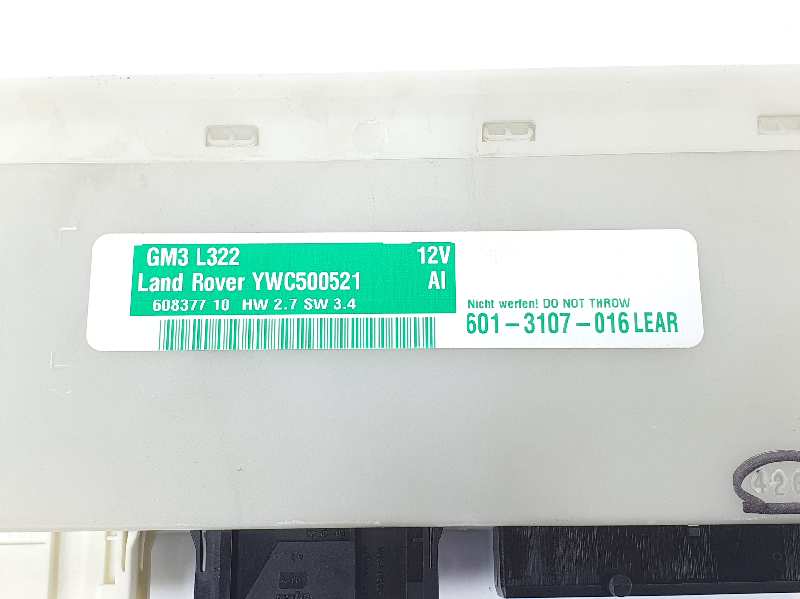 GM3 L322 12V
Land Rover YWC500521 AI
608377 10 HW 2.7 SW 3.4
Nicht werfen! DO NOT THROW
601-3107-016 LEAR